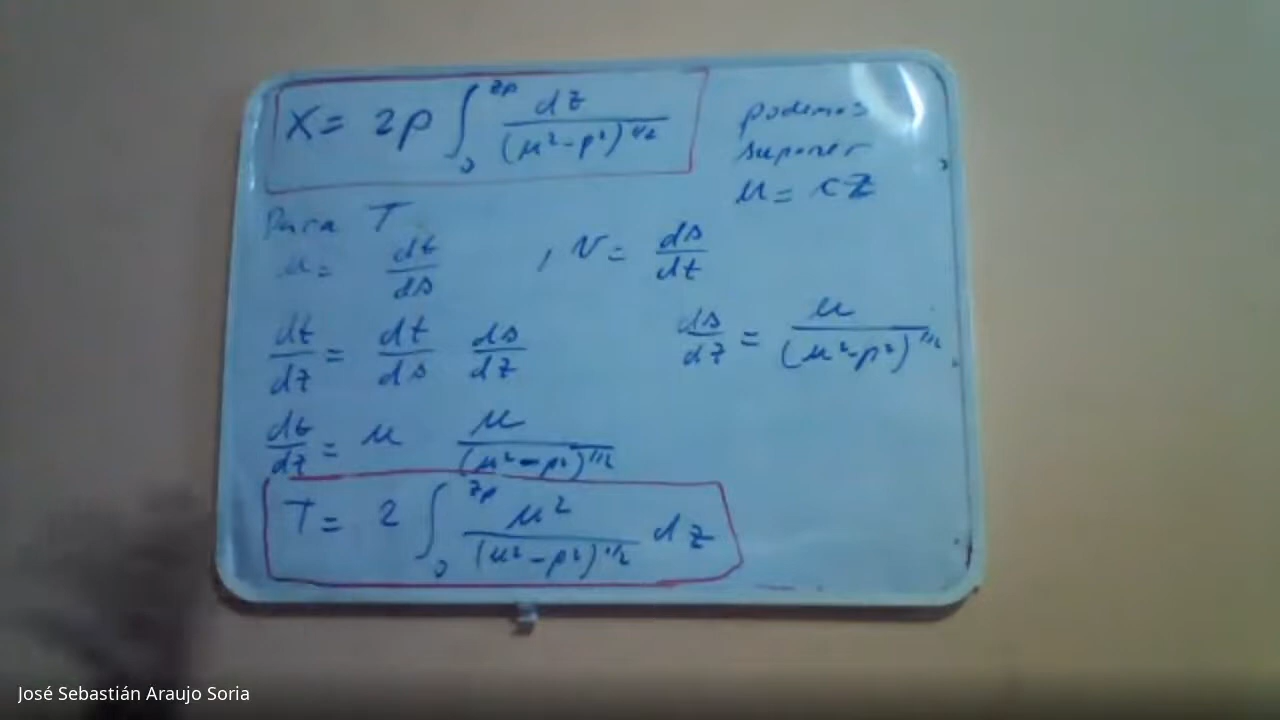 X = 2p ∫₀^{zp} dz / (u² - p²)^{1/2}
podemos
suponer
u = cz
Para T
u = dt/ds , v = ds/dt
dt/dz = dt/ds ds/dz
ds/dz = u / (u² - p²)^{1/2}
dt/dz = u u / (u² - p²)^{1/2}
T = 2 ∫₀^{zp} u² / (u² - p²)^{1/2} dz
José Sebastián Araujo Soria